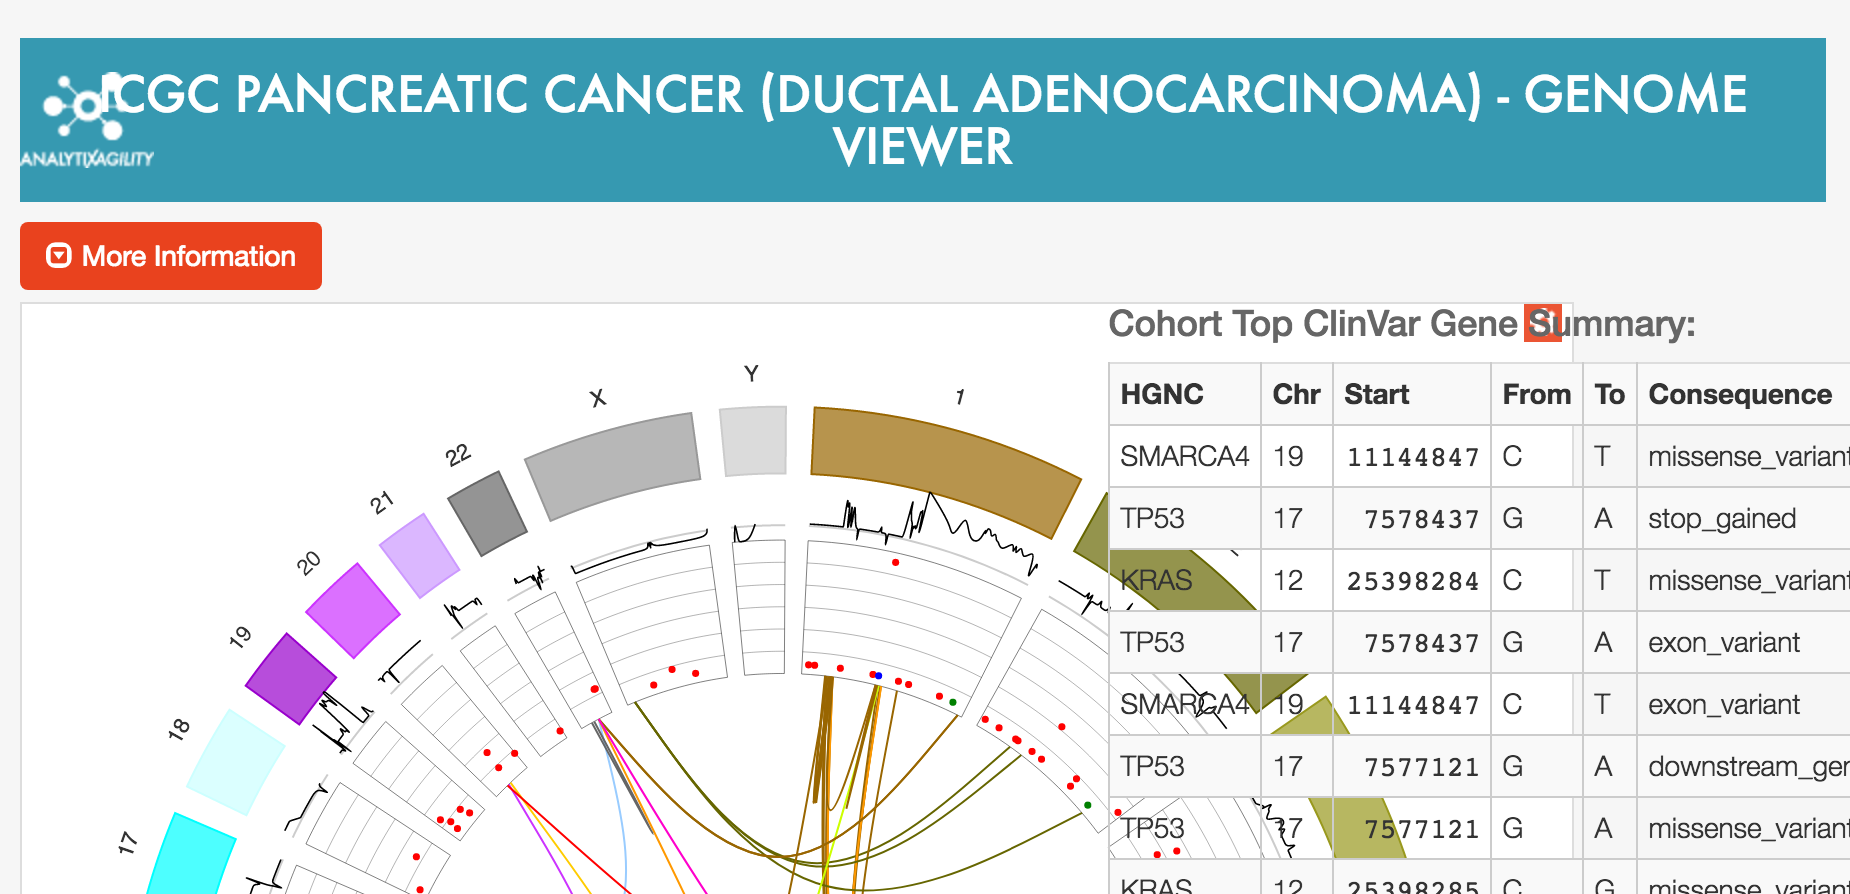 ICGC PANCREATIC CANCER (DUCTAL ADENOCARCINOMA) - GENOME
VIEWER
ANALYTIXAGILITY
More Information
Cohort Top ClinVar Gene Summary:
HGNC Chr Start From To Consequence
SMARCA4 19 11144847 C T missense_variant
TP53 17 7578437 G A stop_gained
KRAS 12 25398284 C T missense_variant
TP53 17 7578437 G A exon_variant
SMARCA4 19 11144847 C T exon_variant
TP53 17 7577121 G A downstream_ger
TP53 17 7577121 G A missense_variant
KRAS 12 25398285 C G missense_variant
17
18
19
20
21
22
X
Y
1